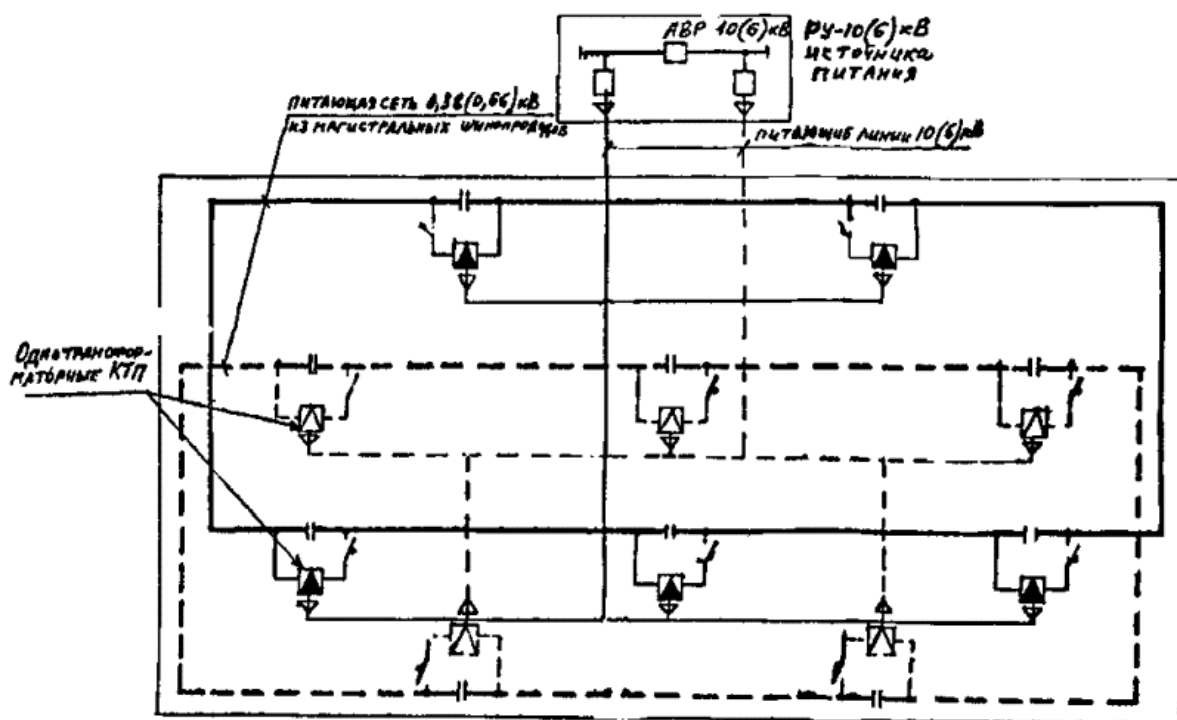 АВР 10(6)кВ
РУ-10(6)кВ
ИСТОЧНИКА
ПИТАНИЯ
ПИТАЮЩАЯ СЕТЬ 0,38(0,66)кВ
ИЗ МАГИСТРАЛЬНЫХ ШИНОПРОВОДОВ
ПИТАЮЩИЕ ЛИНИИ 10(6)кВ
ОДНОТРАНСФОР-
МАТОРНЫЕ КТП